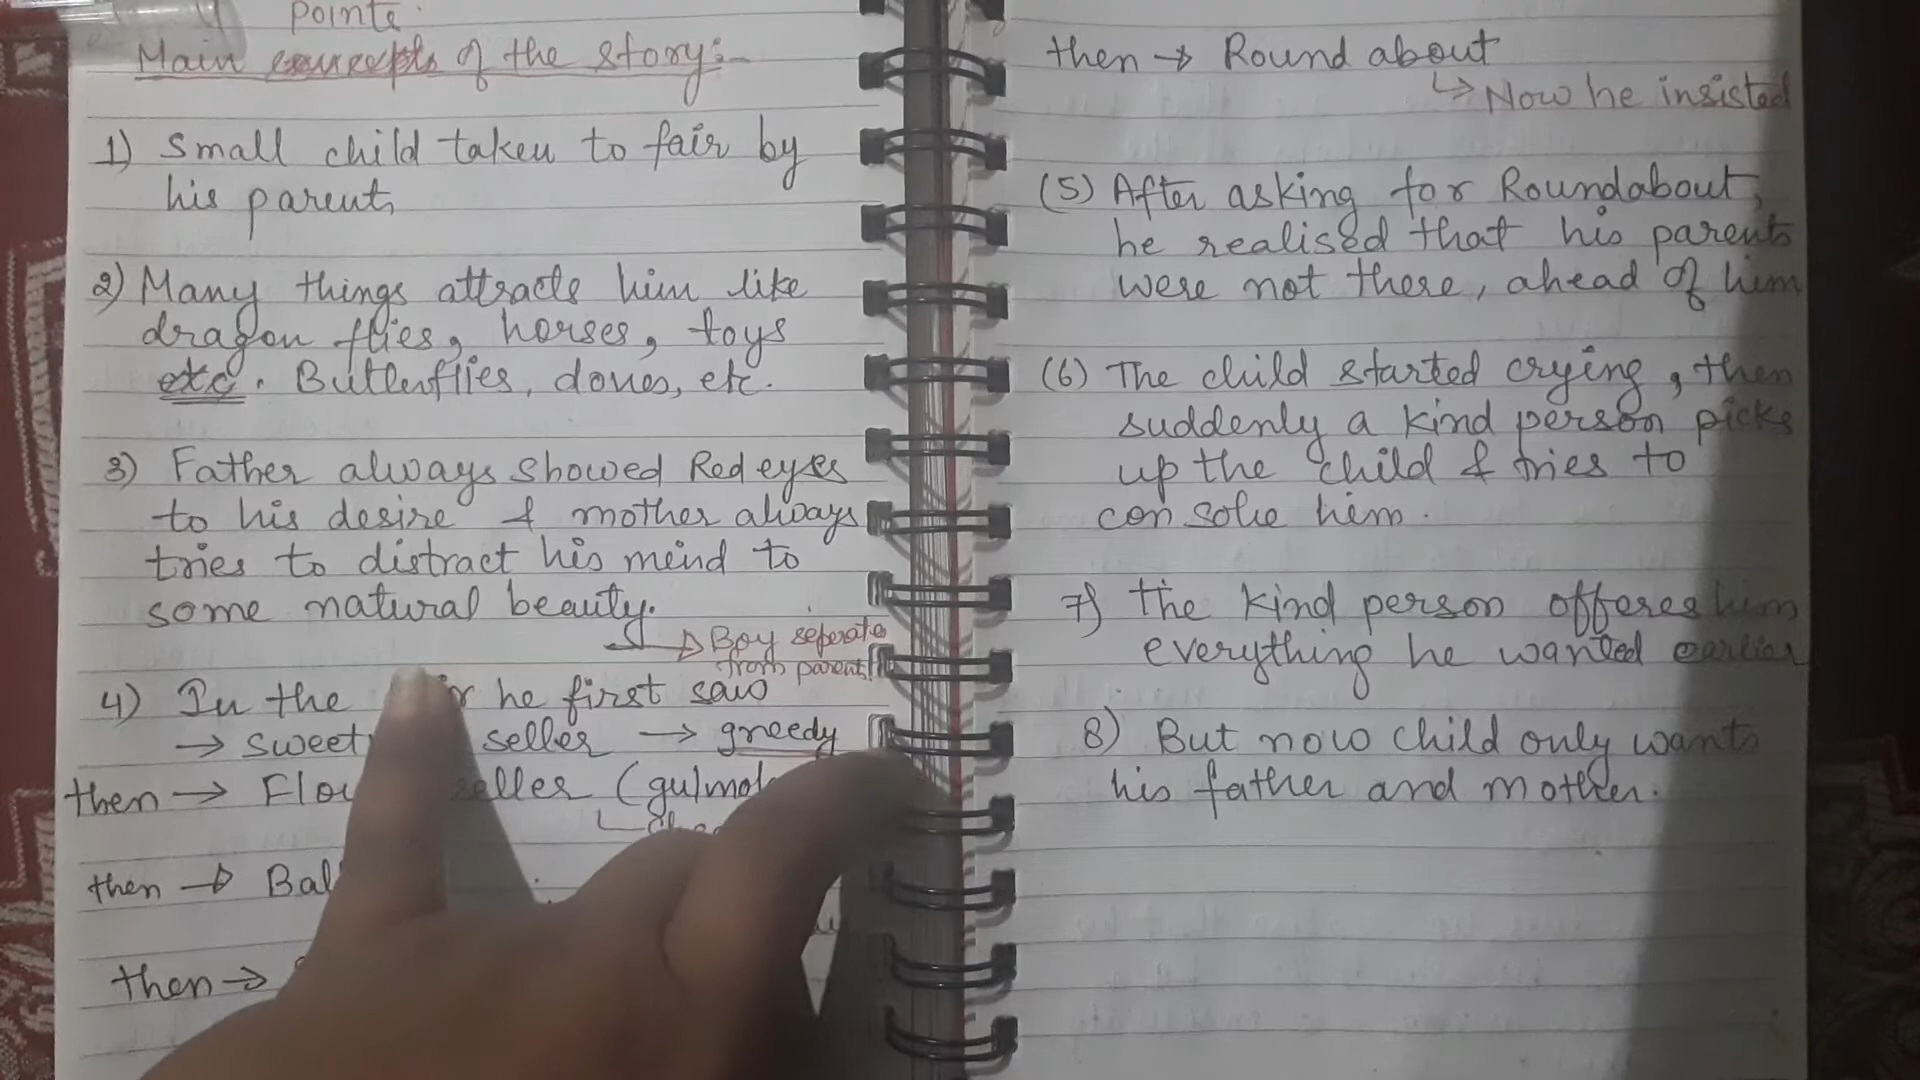 Points
Main concepts of the story:-
1) Small child taken to fair by
his parents
2) Many things attracts him like
dragon flies, horses, toys
etc. Butterflies, doves, etc.
3) Father always showed Red eyes
to his desire & mother always
tries to distract his meind to
some natural beauty.
→ Boy seperates
from parents
4) In the he first saw
→ sweet seller → greedy
then → seller
then →
then →
then → Round about
↳ Now he insisted
(5) After asking for Roundabout,
he realised that his parents
were not there, ahead of him
(6) The child started crying, then
suddenly a kind person picks
up the child & tries to
console him.
7) the kind person offeres him
everything he wanted earlier
8) But now child only wants
his father and mother.